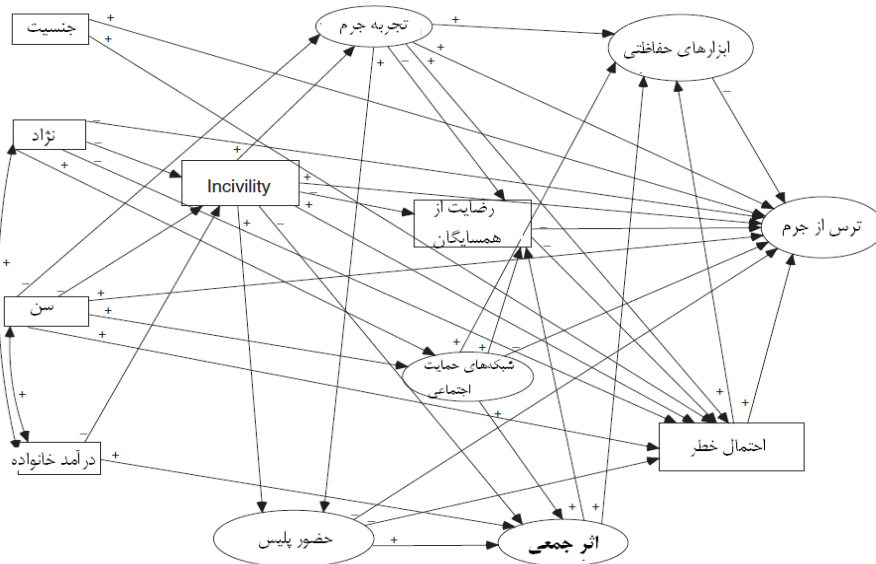 جنسیت
تجربه جرم
ابزارهای حفاظتی
نژاد
Incivility
رضایت از
همسایگان
ترس از جرم
سن
شبکه‌های حمایت
اجتماعی
احتمال خطر
درآمد خانواده
حضور پلیس
اثر جمعی